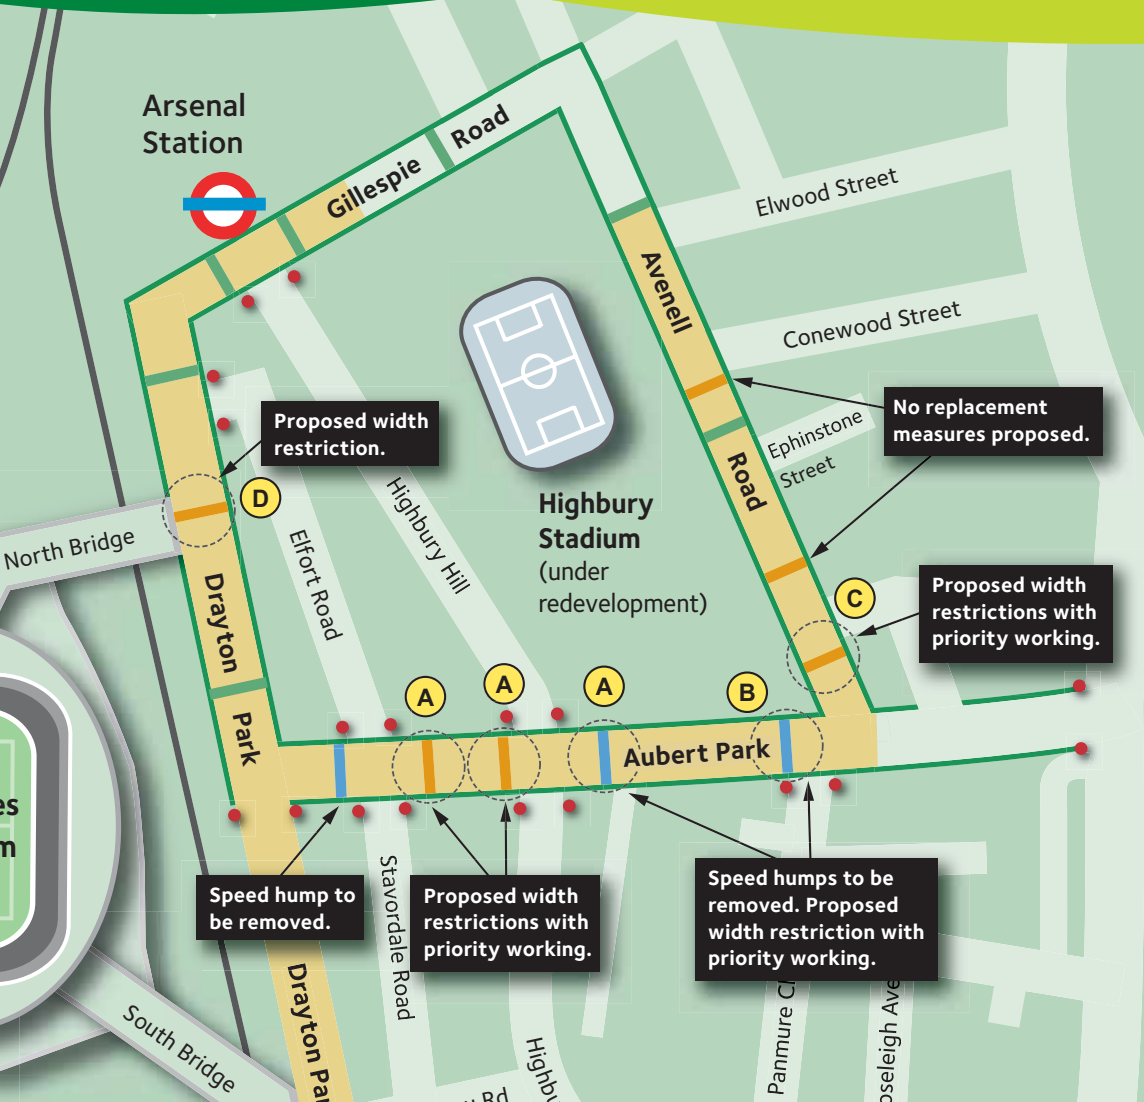 Arsenal
Station
Gillespie
Road
Elwood Street
Avenell
Conewood Street
No replacement
measures proposed.
Ephinstone
Street
Proposed width
restriction.
D
Highbury Hill
Road
Highbury
Stadium
(under
redevelopment)
North Bridge
Elfort Road
C
Proposed width
restrictions with
priority working.
Drayton
Park
A
A
A
B
Aubert Park
Speed hump to
be removed.
Stavordale Road
Proposed width
restrictions with
priority working.
Speed humps to be
removed. Proposed
width restriction with
priority working.
Drayton
South Bridge
Panmure
Rd